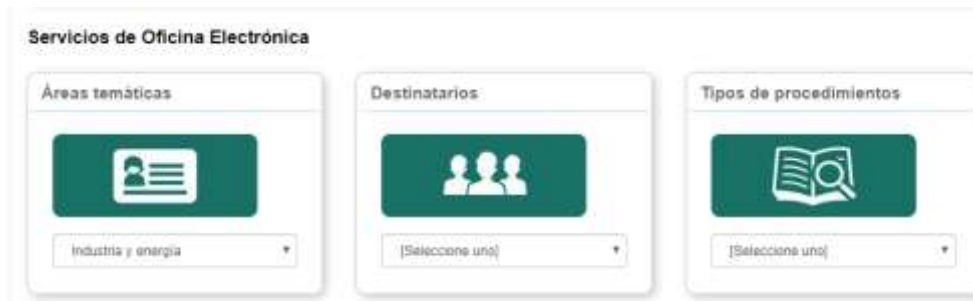 Servicios de Oficina Electrónica
Áreas temáticas
Destinatarios
Tipos de procedimientos
Industria y energía
[Seleccione uno]
[Seleccione uno]